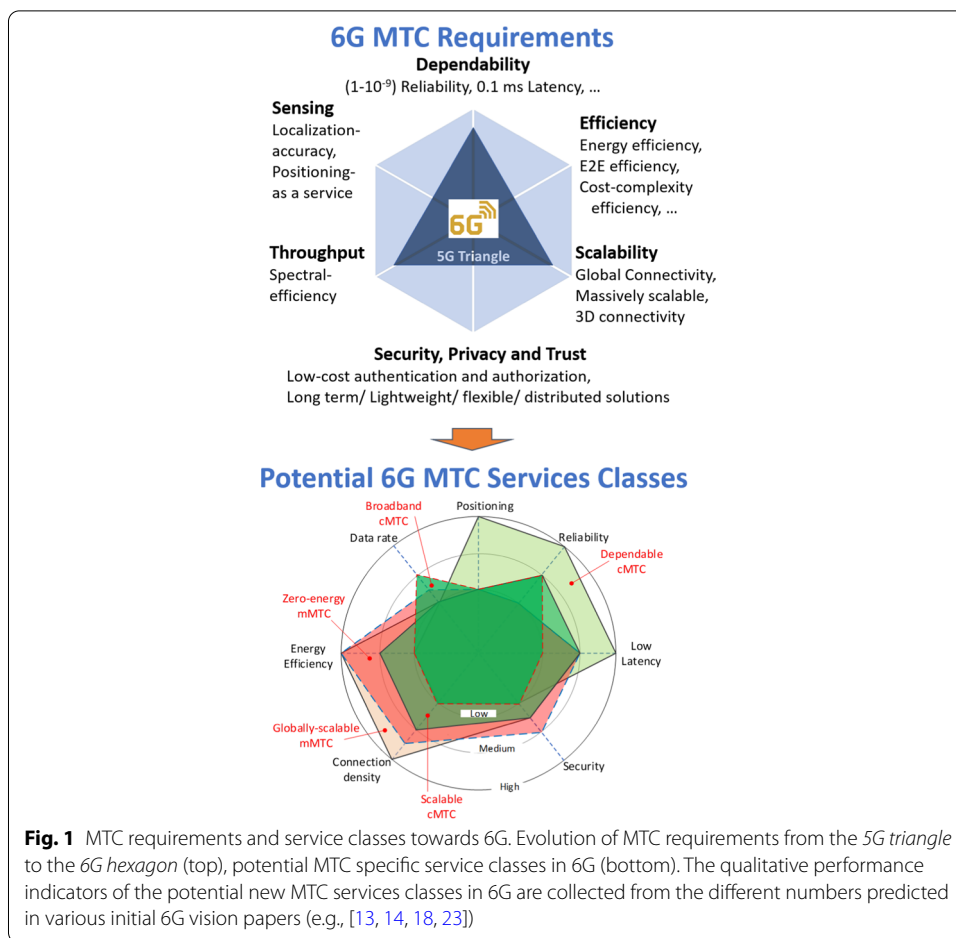 6G MTC Requirements
Dependability
(1-10⁻⁹) Reliability, 0.1 ms Latency, ...
Sensing
Localization-
accuracy,
Positioning-
as a service
Efficiency
Energy efficiency,
E2E efficiency,
Cost-complexity
efficiency, ...
6G
5G Triangle
Throughput
Spectral-
efficiency
Scalability
Global Connectivity,
Massively scalable,
3D connectivity
Security, Privacy and Trust
Low-cost authentication and authorization,
Long term/ Lightweight/ flexible/ distributed solutions
Potential 6G MTC Services Classes
Broadband
cMTC
Positioning
Data rate
Reliability
Dependable
cMTC
Zero-energy
mMTC
Energy
Efficiency
Low
Latency
Globally-scalable
mMTC
Low
Connection
density
Medium
Security
High
Scalable
cMTC
Fig. 1 MTC requirements and service classes towards 6G. Evolution of MTC requirements from the 5G triangle
to the 6G hexagon (top), potential MTC specific service classes in 6G (bottom). The qualitative performance
indicators of the potential new MTC services classes in 6G are collected from the different numbers predicted
in various initial 6G vision papers (e.g., [13, 14, 18, 23])